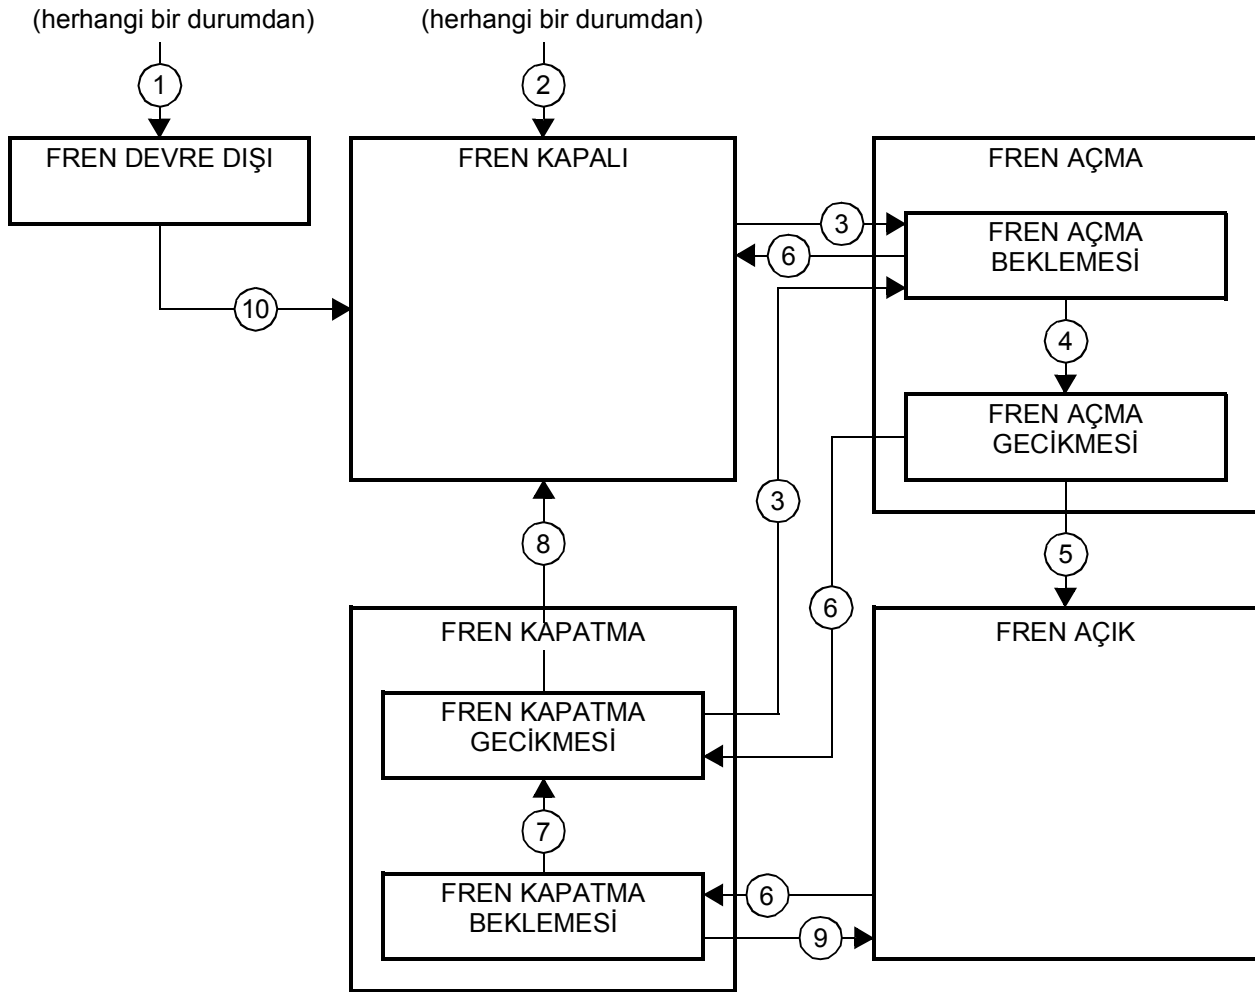 (herhangi bir durumdan)
(herhangi bir durumdan)
1
2
FREN DEVRE DIŞI
FREN KAPALI
FREN AÇMA
3
FREN AÇMA
BEKLEMESİ
6
10
4
FREN AÇMA
GECİKMESİ
3
8
5
6
FREN KAPATMA
FREN AÇIK
FREN KAPATMA
GECİKMESİ
7
FREN KAPATMA
BEKLEMESİ
6
9